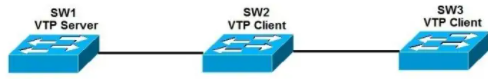 SW1
VTP Server
SW2
VTP Client
SW3
VTP Client